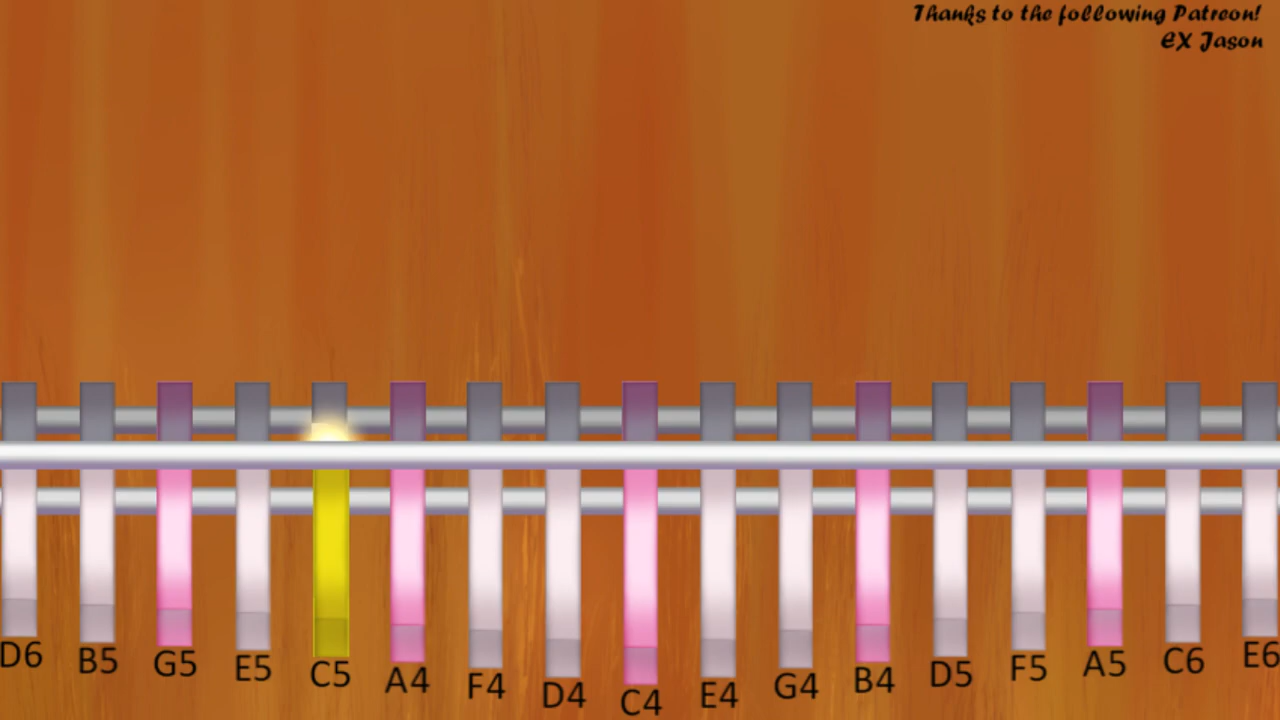 Thanks to the following Patreon!
EX Jason
D6 B5 G5 E5 C5 A4 F4 D4 C4 E4 G4 B4 D5 F5 A5 C6 E6